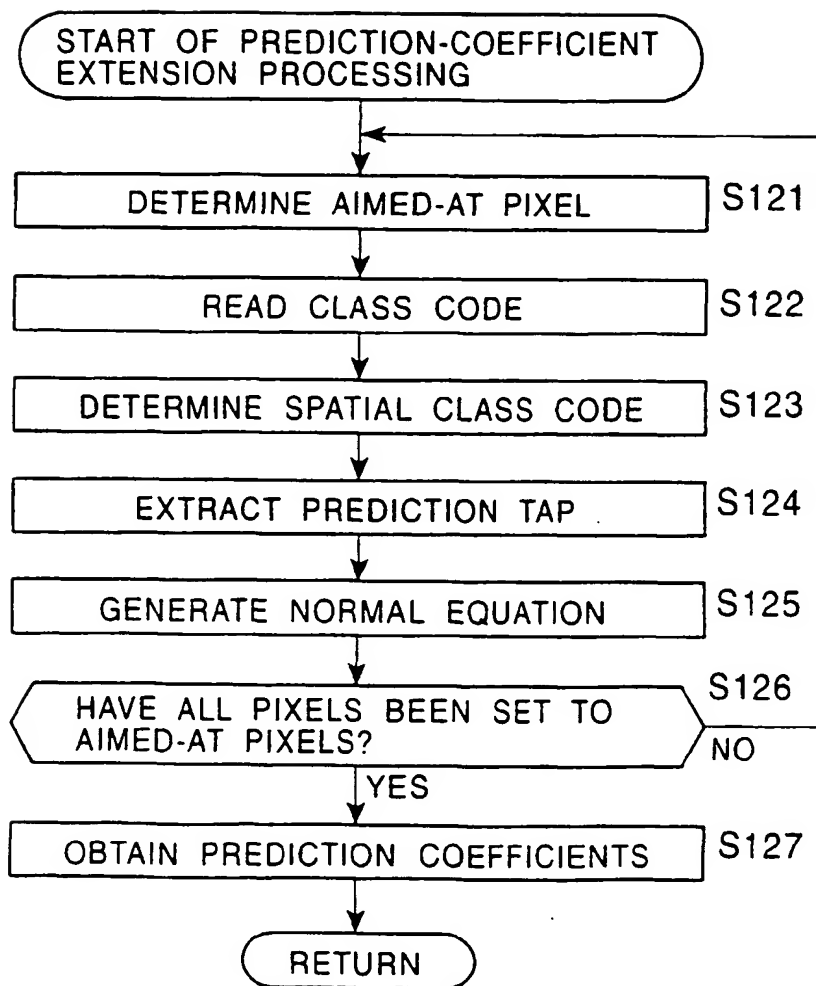 START OF PREDICTION-COEFFICIENT
EXTENSION PROCESSING
DETERMINE AIMED-AT PIXEL
S121
READ CLASS CODE
S122
DETERMINE SPATIAL CLASS CODE
S123
EXTRACT PREDICTION TAP
S124
GENERATE NORMAL EQUATION
S125
HAVE ALL PIXELS BEEN SET TO
AIMED-AT PIXELS?
S126
NO
YES
OBTAIN PREDICTION COEFFICIENTS
S127
RETURN